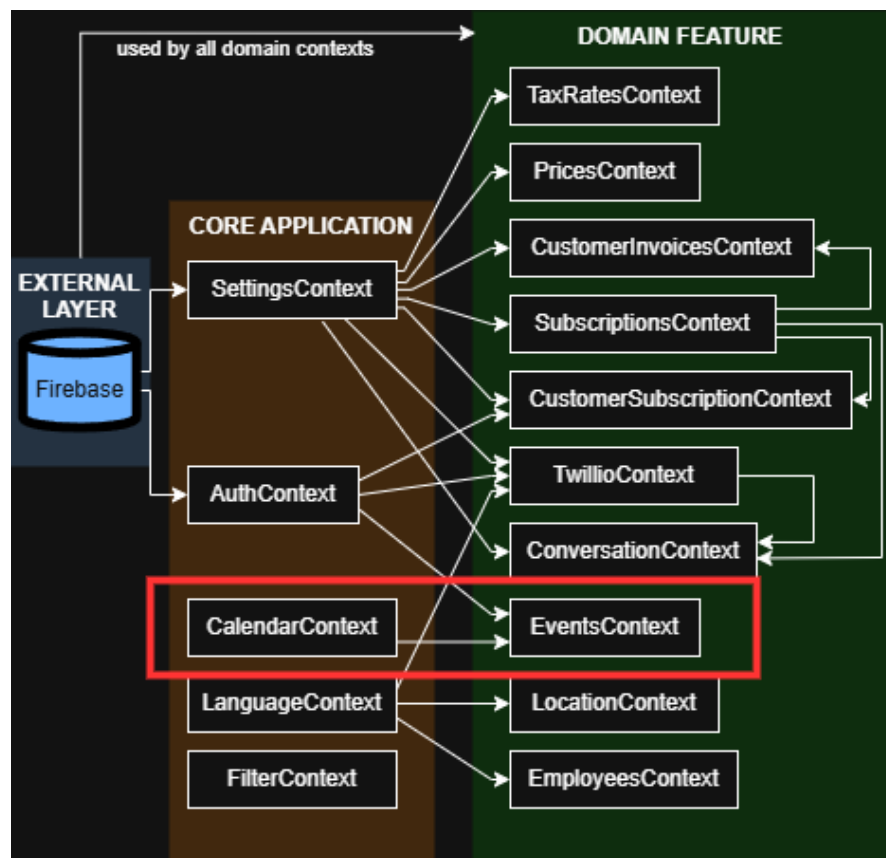 used by all domain contexts
DOMAIN FEATURE
TaxRatesContext
PricesContext
CORE APPLICATION
CustomerInvoicesContext
EXTERNAL
LAYER
SettingsContext
SubscriptionsContext
Firebase
CustomerSubscriptionContext
TwillioContext
AuthContext
ConversationContext
CalendarContext
EventsContext
LanguageContext
LocationContext
FilterContext
EmployeesContext